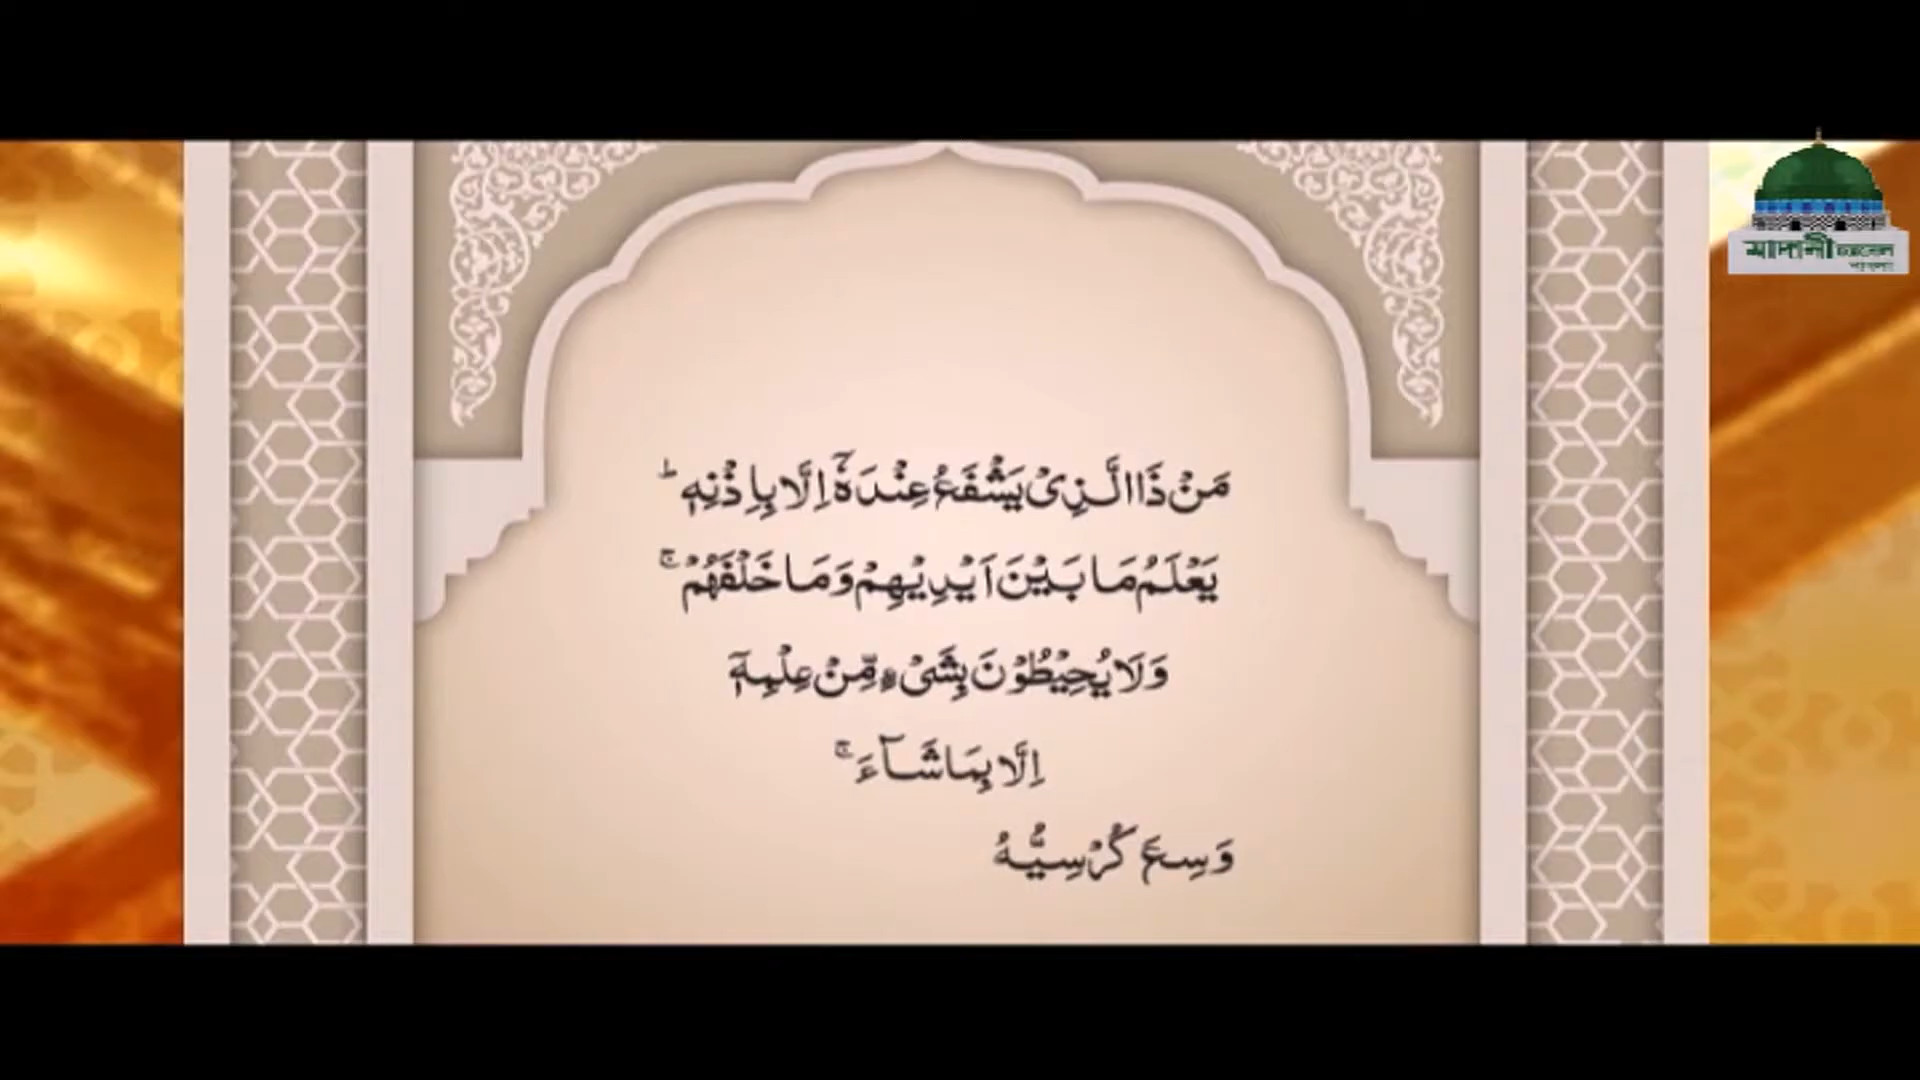 مَنْ ذَا الَّذِیْ یَشْفَعُ عِنْدَهٗۤ اِلَّا بِاِذْنِهٖ ؕ
یَعْلَمُ مَا بَیْنَ اَیْدِیْهِمْ وَمَا خَلْفَهُمْ ۚ
وَلَا یُحِیْطُوْنَ بِشَیْءٍ مِّنْ عِلْمِهٖۤ
اِلَّا بِمَا شَآءَ ۚ
وَسِعَ كُرْسِیُّهُ
মাদানী চ্যানেল
বাংলা